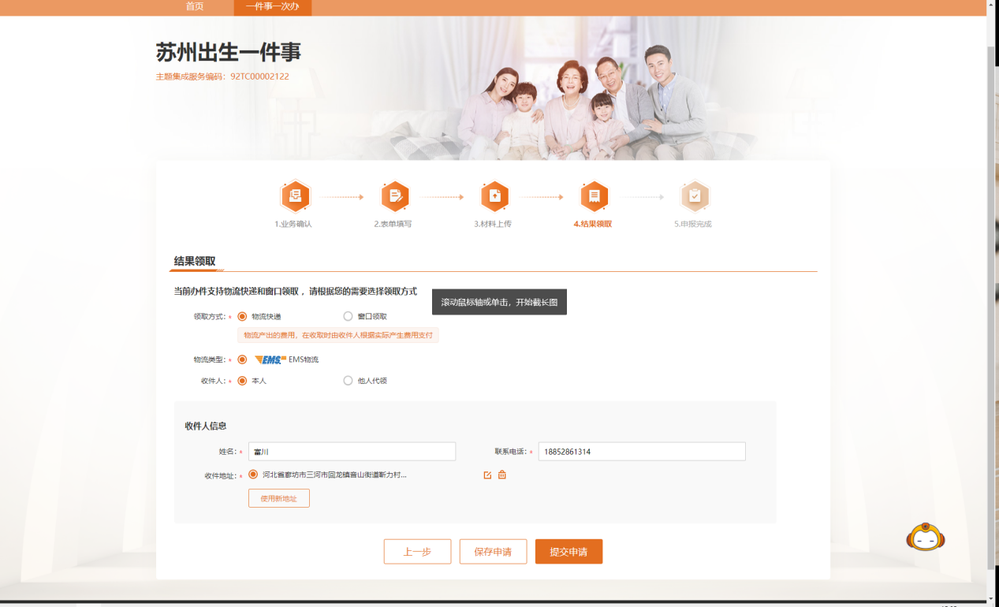 首页 一件事一次办
苏州出生一件事
主题集成服务编码：92TC00002122
1.业务确认 2.表单填写 3.材料上传 4.结果领取 5.申报完成
结果领取
当前办件支持物流快递和窗口领取，请根据您的需要选择领取方式
滚动鼠标轴或单击，开始截长图
领取方式：* 物流快递 窗口领取
物流产出的费用，在收取时由收件人根据实际产生费用支付
物流类型：* EMS EMS物流
收件人：* 本人 他人代领
收件人信息
姓名：* 富川 联系电话：* 18852861314
收件地址：* 河北省廊坊市三河市回龙镇音山街道靳力村...
使用新地址
上一步 保存申请 提交申请